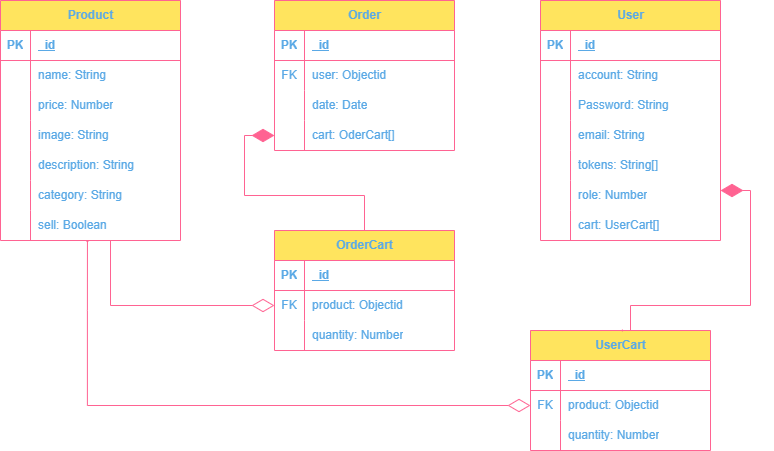 Product
PK _id
name: String
price: Number
image: String
description: String
category: String
sell: Boolean
Order
PK _id
FK user: Objectid
date: Date
cart: OderCart[]
User
PK _id
account: String
Password: String
email: String
tokens: String[]
role: Number
cart: UserCart[]
OrderCart
PK _id
FK product: Objectid
quantity: Number
UserCart
PK _id
FK product: Objectid
quantity: Number